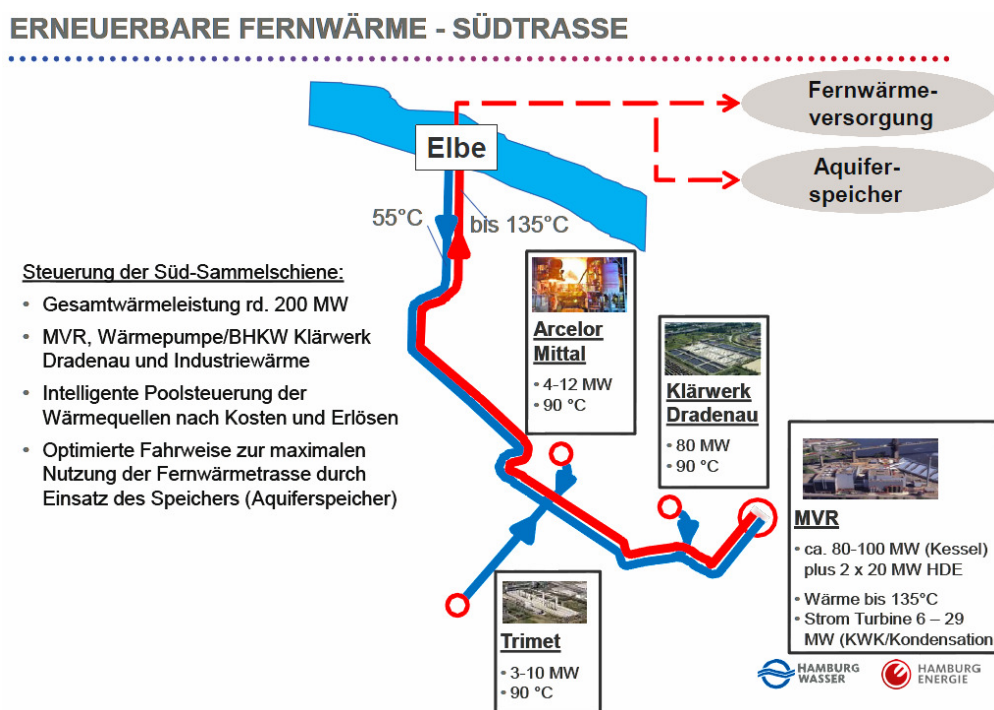 ERNEUERBARE FERNWÄRME - SÜDTRASSE
Fernwärme-
versorgung
Elbe
Aquifer-
speicher
55°C
bis 135°C
Steuerung der Süd-Sammelschiene:
• Gesamtwärmeleistung rd. 200 MW
• MVR, Wärmepumpe/BHKW Klärwerk
Dradenau und Industriewärme
• Intelligente Poolsteuerung der
Wärmequellen nach Kosten und Erlösen
• Optimierte Fahrweise zur maximalen
Nutzung der Fernwärmetrasse durch
Einsatz des Speichers (Aquiferspeicher)
Arcelor
Mittal
• 4-12 MW
• 90 °C
Klärwerk
Dradenau
• 80 MW
• 90 °C
MVR
• ca. 80-100 MW (Kessel)
plus 2 x 20 MW HDE
• Wärme bis 135°C
• Strom Turbine 6 – 29
MW (KWK/Kondensation
Trimet
• 3-10 MW
• 90 °C
HAMBURG
WASSER
HAMBURG
ENERGIE